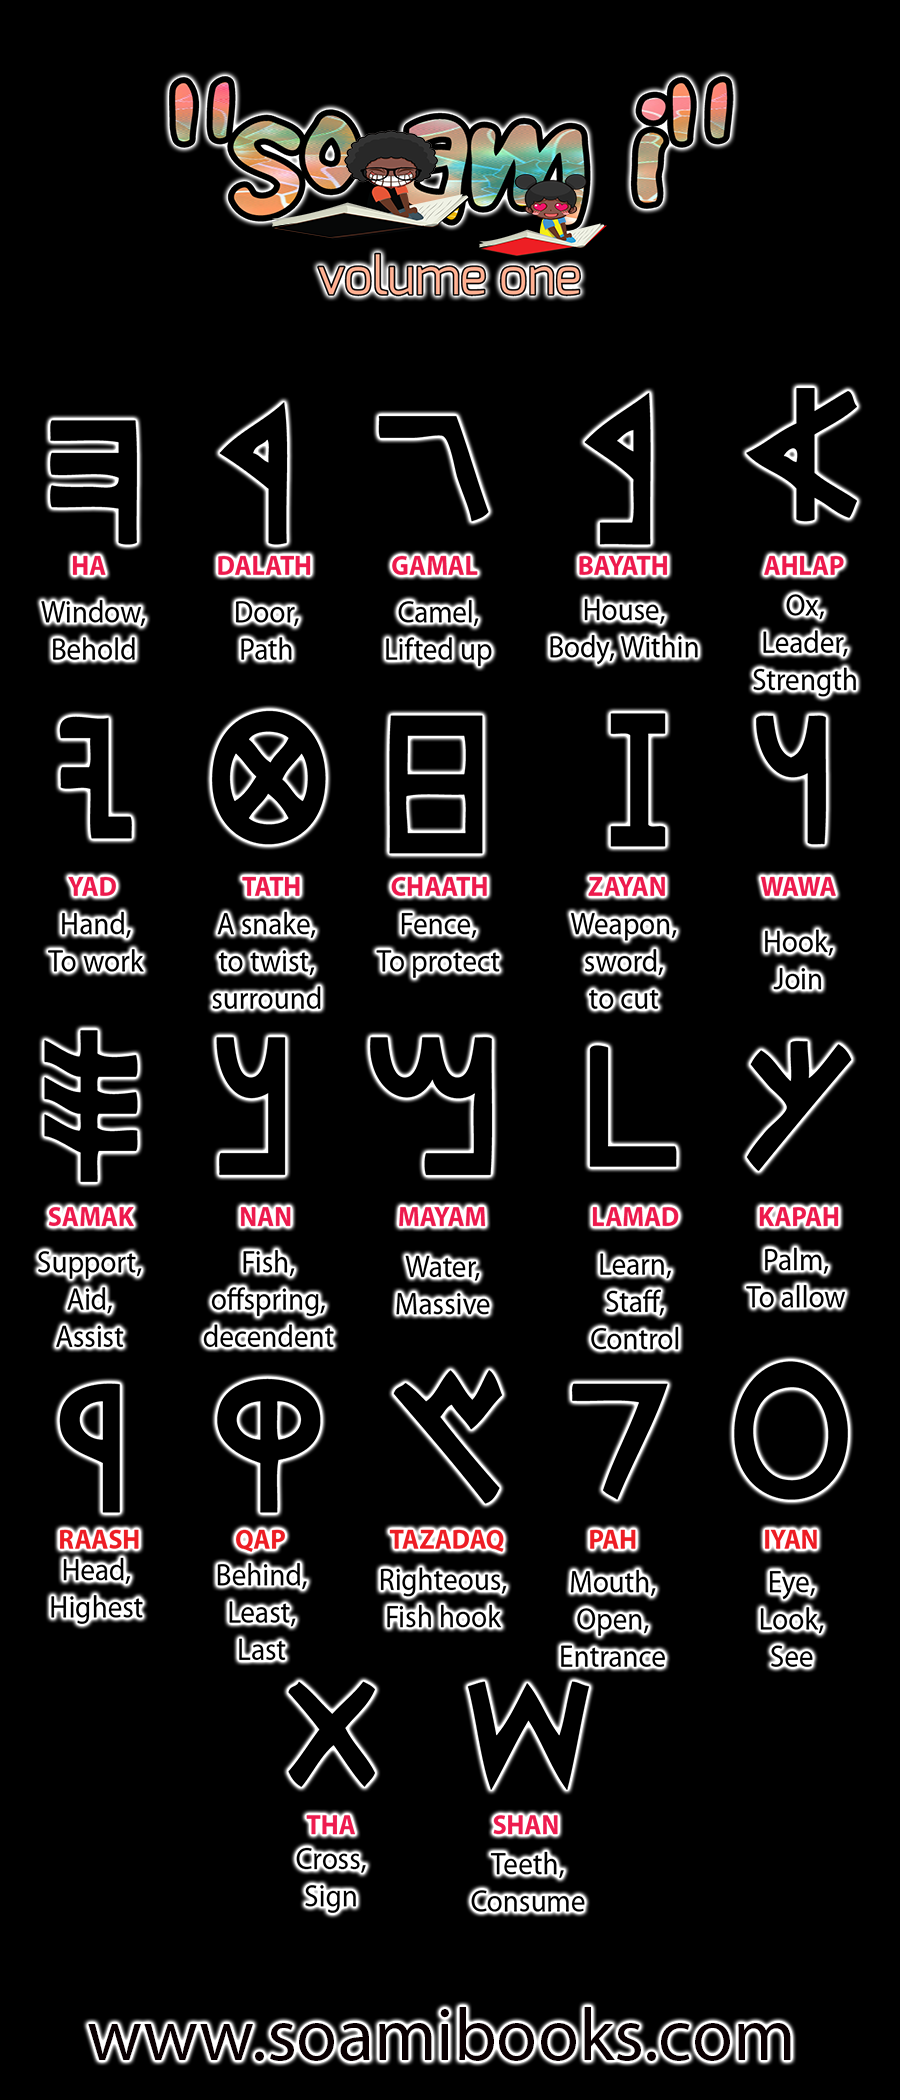 "so am i"
volume one
𐤀 𐤁 𐤂 𐤃 𐤄
HA DALATH GAMAL BAYATH AHLAP
Window,
Behold
Door,
Path
Camel,
Lifted up
House,
Body, Within
Ox,
Leader,
Strength
𐤅 𐤆 𐤇 𐤈 𐤉
YAD TATH CHAATH ZAYAN WAWA
Hand,
To work
A snake,
to twist,
surround
Fence,
To protect
Weapon,
sword,
to cut
Hook,
Join
𐤊 𐤋 𐤌 𐤍 𐤎
SAMAK NAN MAYAM LAMAD KAPAH
Support,
Aid,
Assist
Fish,
offspring,
decendent
Water,
Massive
Learn,
Staff,
Control
Palm,
To allow
𐤏 𐤐 𐤑 𐤒 𐤓
RAASH QAP TAZADAQ PAH IYAN
Head,
Highest
Behind,
Least,
Last
Righteous,
Fish hook
Mouth,
Open,
Entrance
Eye,
Look,
See
𐤔 𐤕
THA SHAN
Cross,
Sign
Teeth,
Consume
www.soamibooks.com